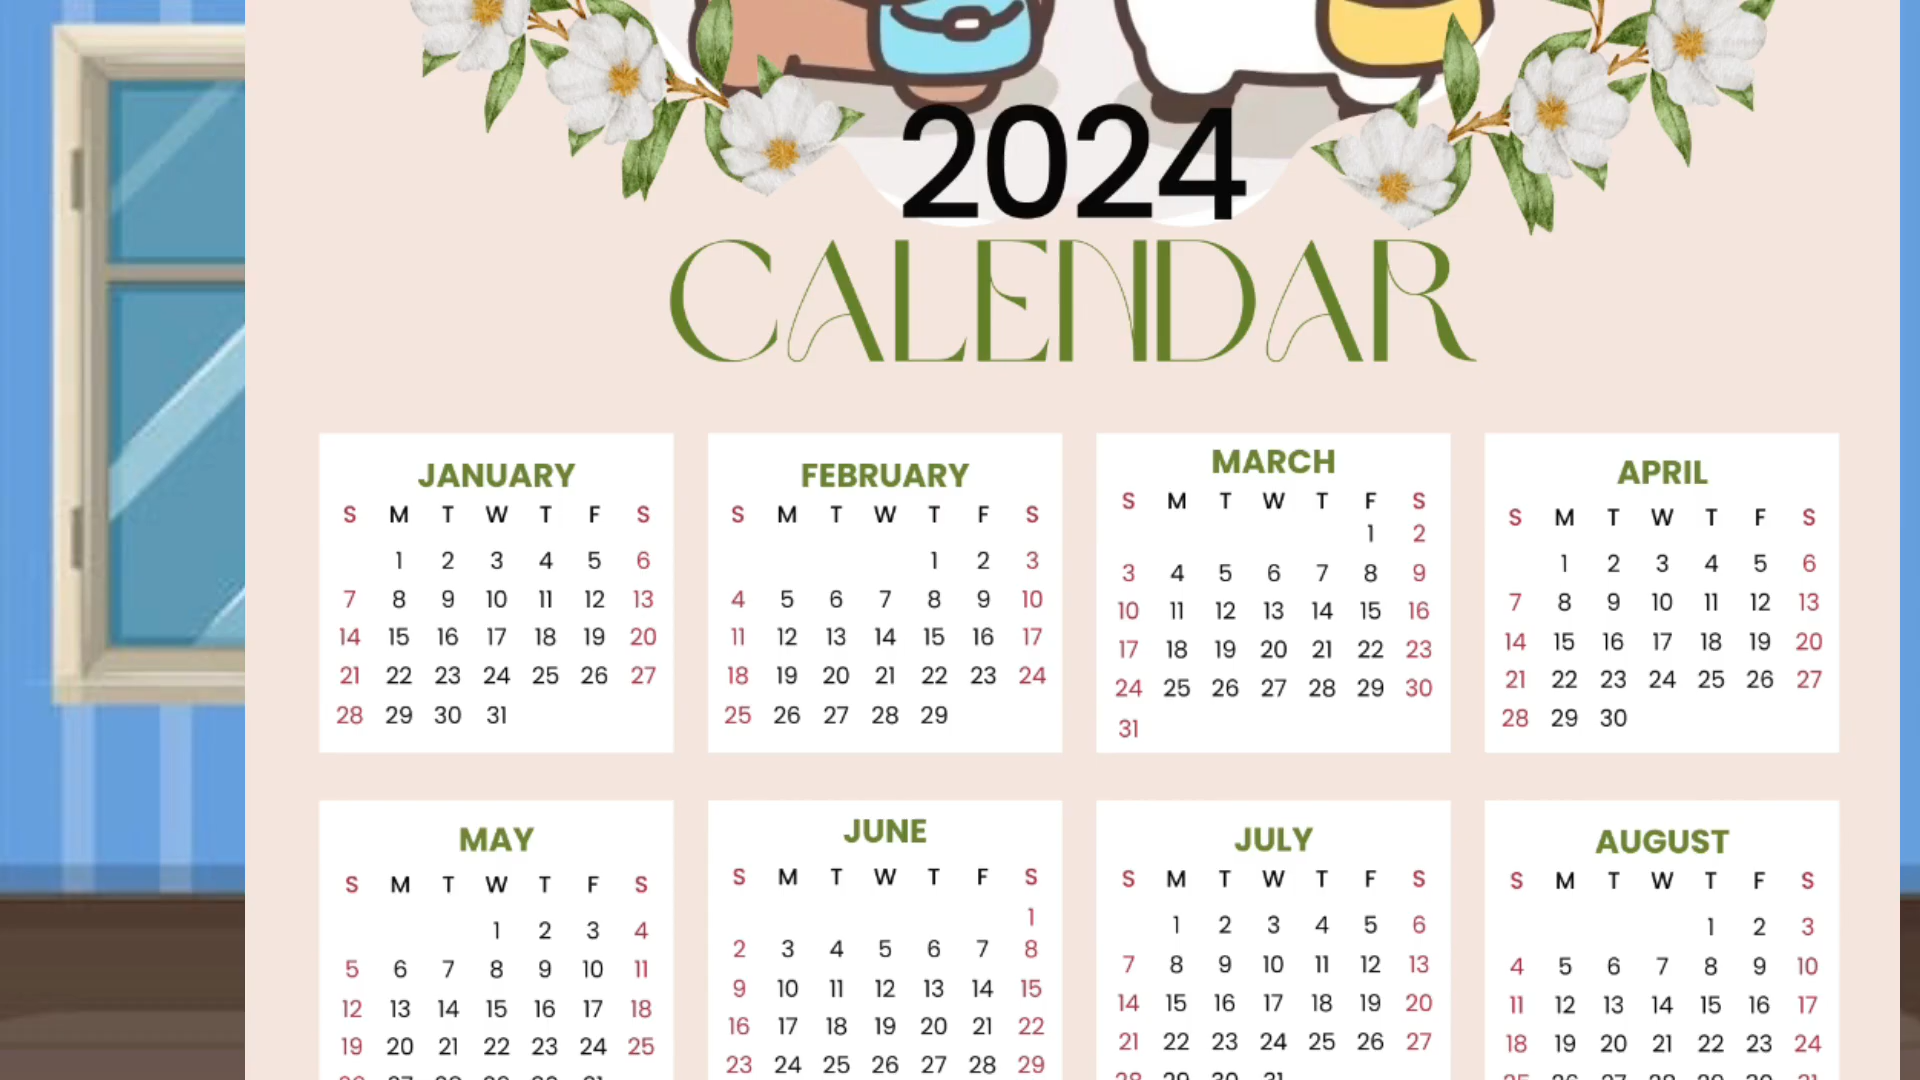 2024
CALENDAR
JANUARY
S M T W T F S
1 2 3 4 5 6
7 8 9 10 11 12 13
14 15 16 17 18 19 20
21 22 23 24 25 26 27
28 29 30 31
FEBRUARY
S M T W T F S
1 2 3
4 5 6 7 8 9 10
11 12 13 14 15 16 17
18 19 20 21 22 23 24
25 26 27 28 29
MARCH
S M T W T F S
1 2
3 4 5 6 7 8 9
10 11 12 13 14 15 16
17 18 19 20 21 22 23
24 25 26 27 28 29 30
31
APRIL
S M T W T F S
1 2 3 4 5 6
7 8 9 10 11 12 13
14 15 16 17 18 19 20
21 22 23 24 25 26 27
28 29 30
MAY
S M T W T F S
1 2 3 4
5 6 7 8 9 10 11
12 13 14 15 16 17 18
19 20 21 22 23 24 25
JUNE
S M T W T F S
1
2 3 4 5 6 7 8
9 10 11 12 13 14 15
16 17 18 19 20 21 22
23 24 25 26 27 28 29
JULY
S M T W T F S
1 2 3 4 5 6
7 8 9 10 11 12 13
14 15 16 17 18 19 20
21 22 23 24 25 26 27
28 29 30 31
AUGUST
S M T W T F S
1 2 3
4 5 6 7 8 9 10
11 12 13 14 15 16 17
18 19 20 21 22 23 24